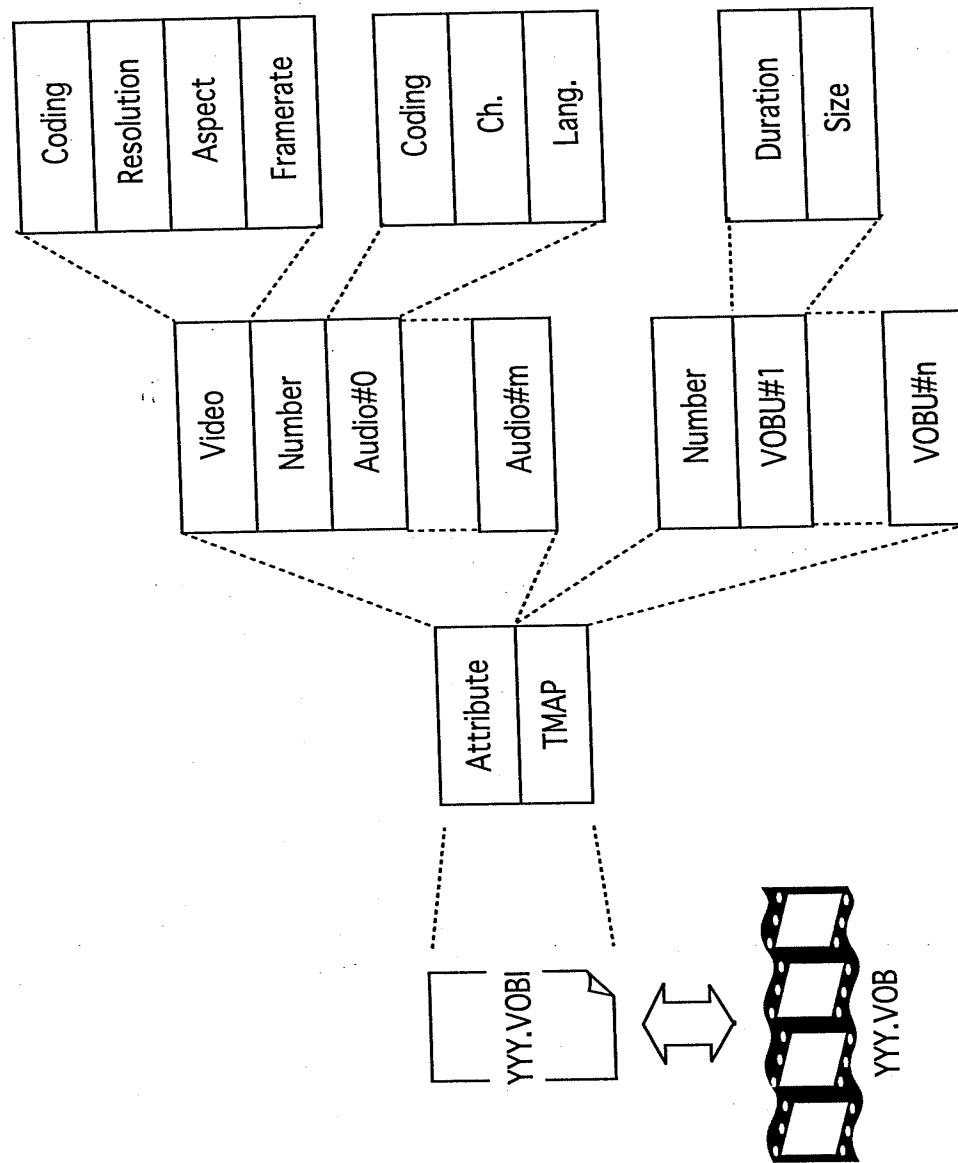 YYY.VOBI
YYY.VOB
Attribute
TMAP
Video
Number
Audio#0
Audio#m
Number
VOBU#1
VOBU#n
Coding
Resolution
Aspect
Framerate
Coding
Ch.
Lang.
Duration
Size